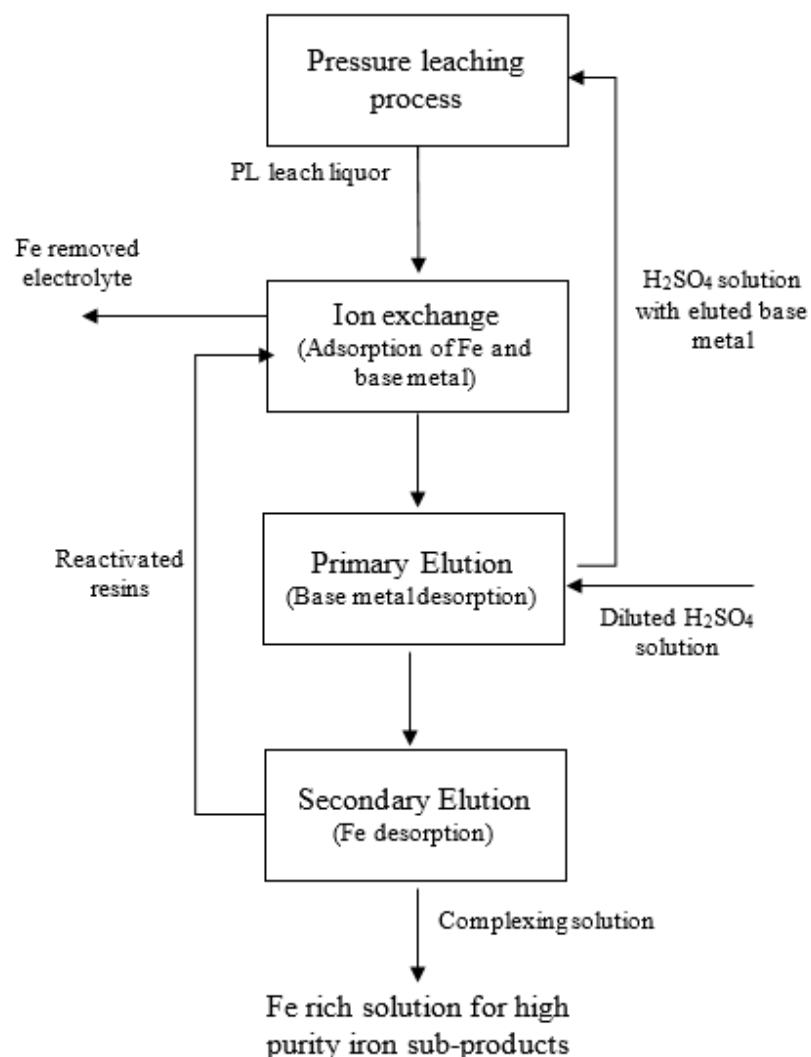 Pressure leaching
process
PL leach liquor
Fe removed
electrolyte
H₂SO₄ solution
with eluted base
metal
Ion exchange
(Adsorption of Fe and
base metal)
Reactivated
resins
Primary Elution
(Base metal desorption)
Diluted H₂SO₄
solution
Secondary Elution
(Fe desorption)
Complexing solution
Fe rich solution for high
purity iron sub-products